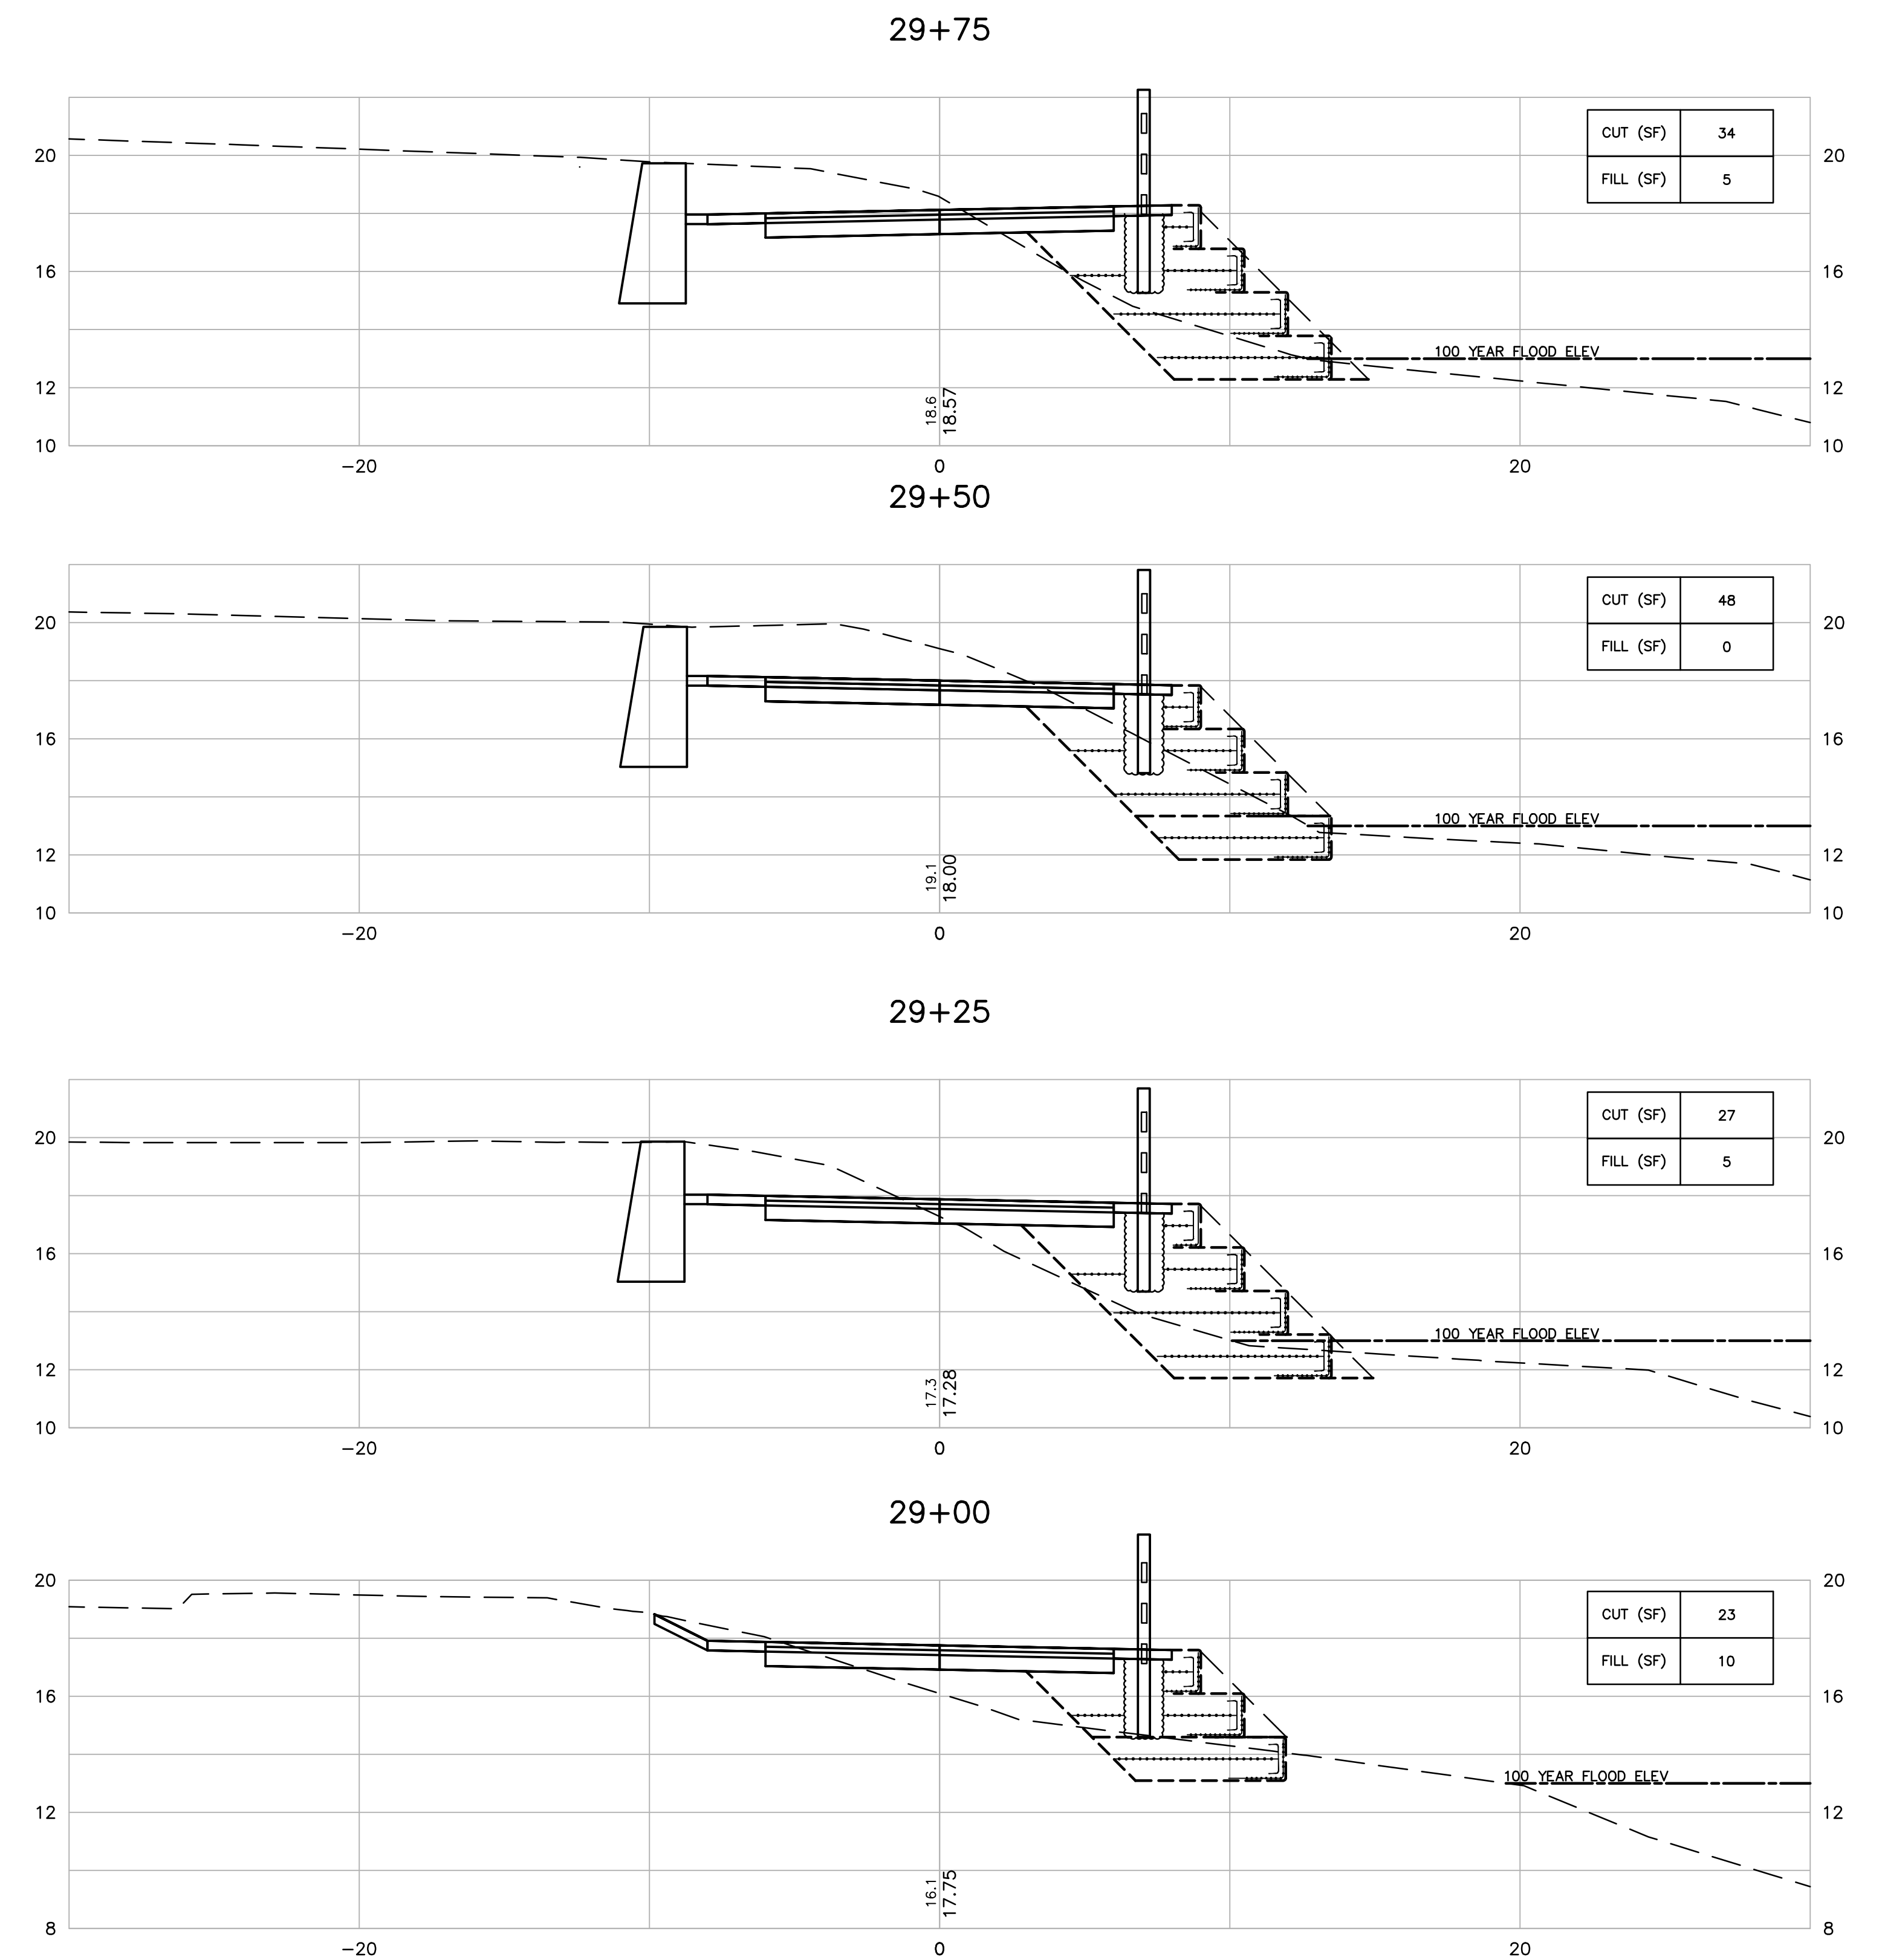 29+75
CUT (SF) 34
20 20
FILL (SF) 5
16 16
100 YEAR FLOOD ELEV
12 12
18.6
18.57
10 10
-20 0 20
29+50
CUT (SF) 48
20 20
FILL (SF) 0
16 16
100 YEAR FLOOD ELEV
12 12
19.1
18.00
10 10
-20 0 20
29+25
CUT (SF) 27
20 20
FILL (SF) 5
16 16
100 YEAR FLOOD ELEV
12 12
17.3
17.28
10 10
-20 0 20
29+00
20 20
CUT (SF) 23
FILL (SF) 10
16 16
100 YEAR FLOOD ELEV
12 12
16.1
17.75
8 8
-20 0 20